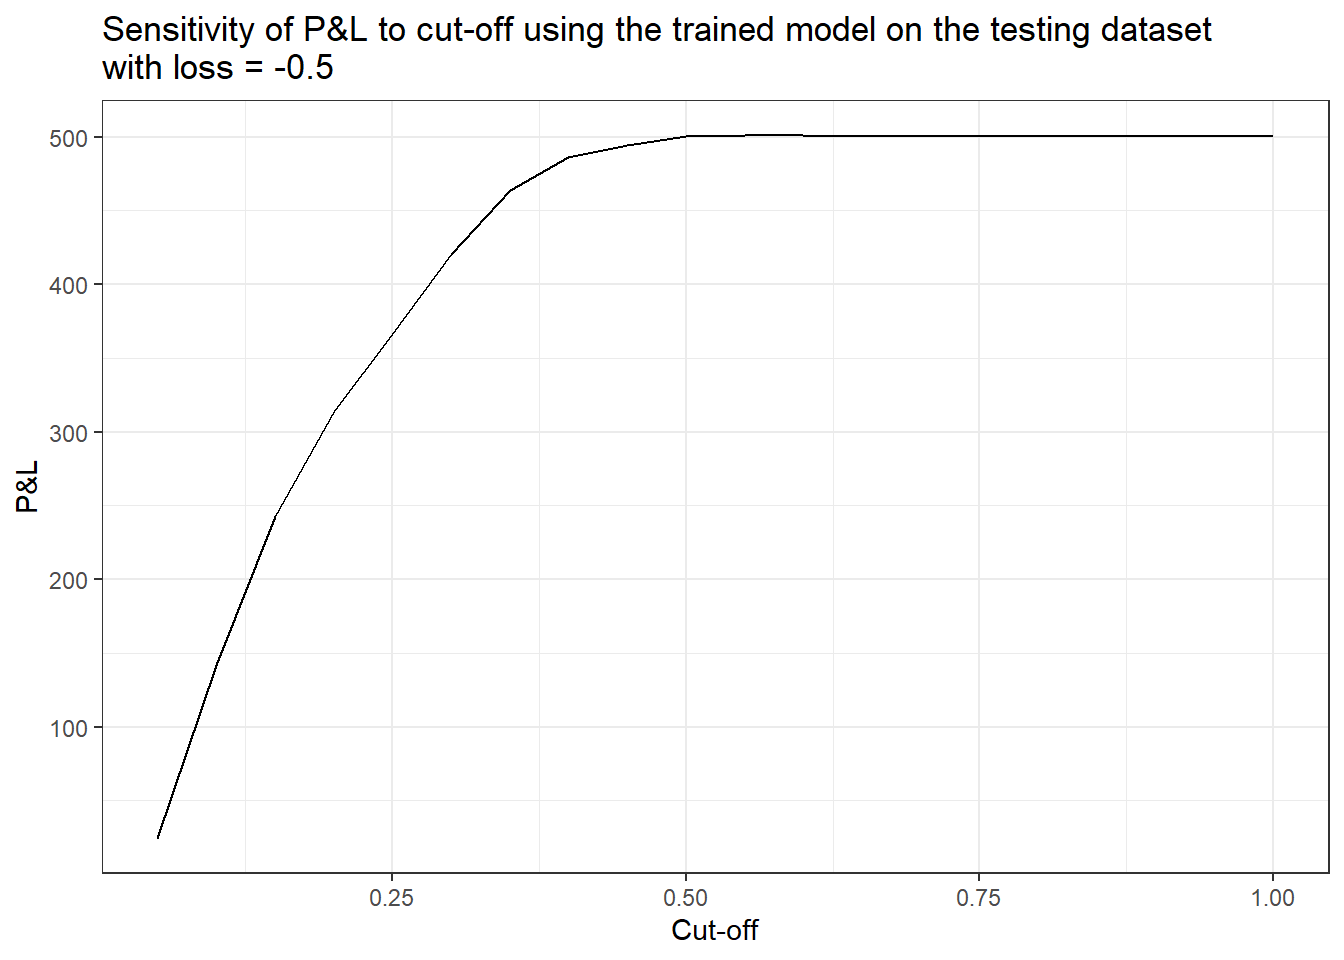 Sensitivity of P&L to cut-off using the trained model on the testing dataset
with loss = -0.5
500
400
300
200
100
P&L
0.25 0.50 0.75 1.00
Cut-off